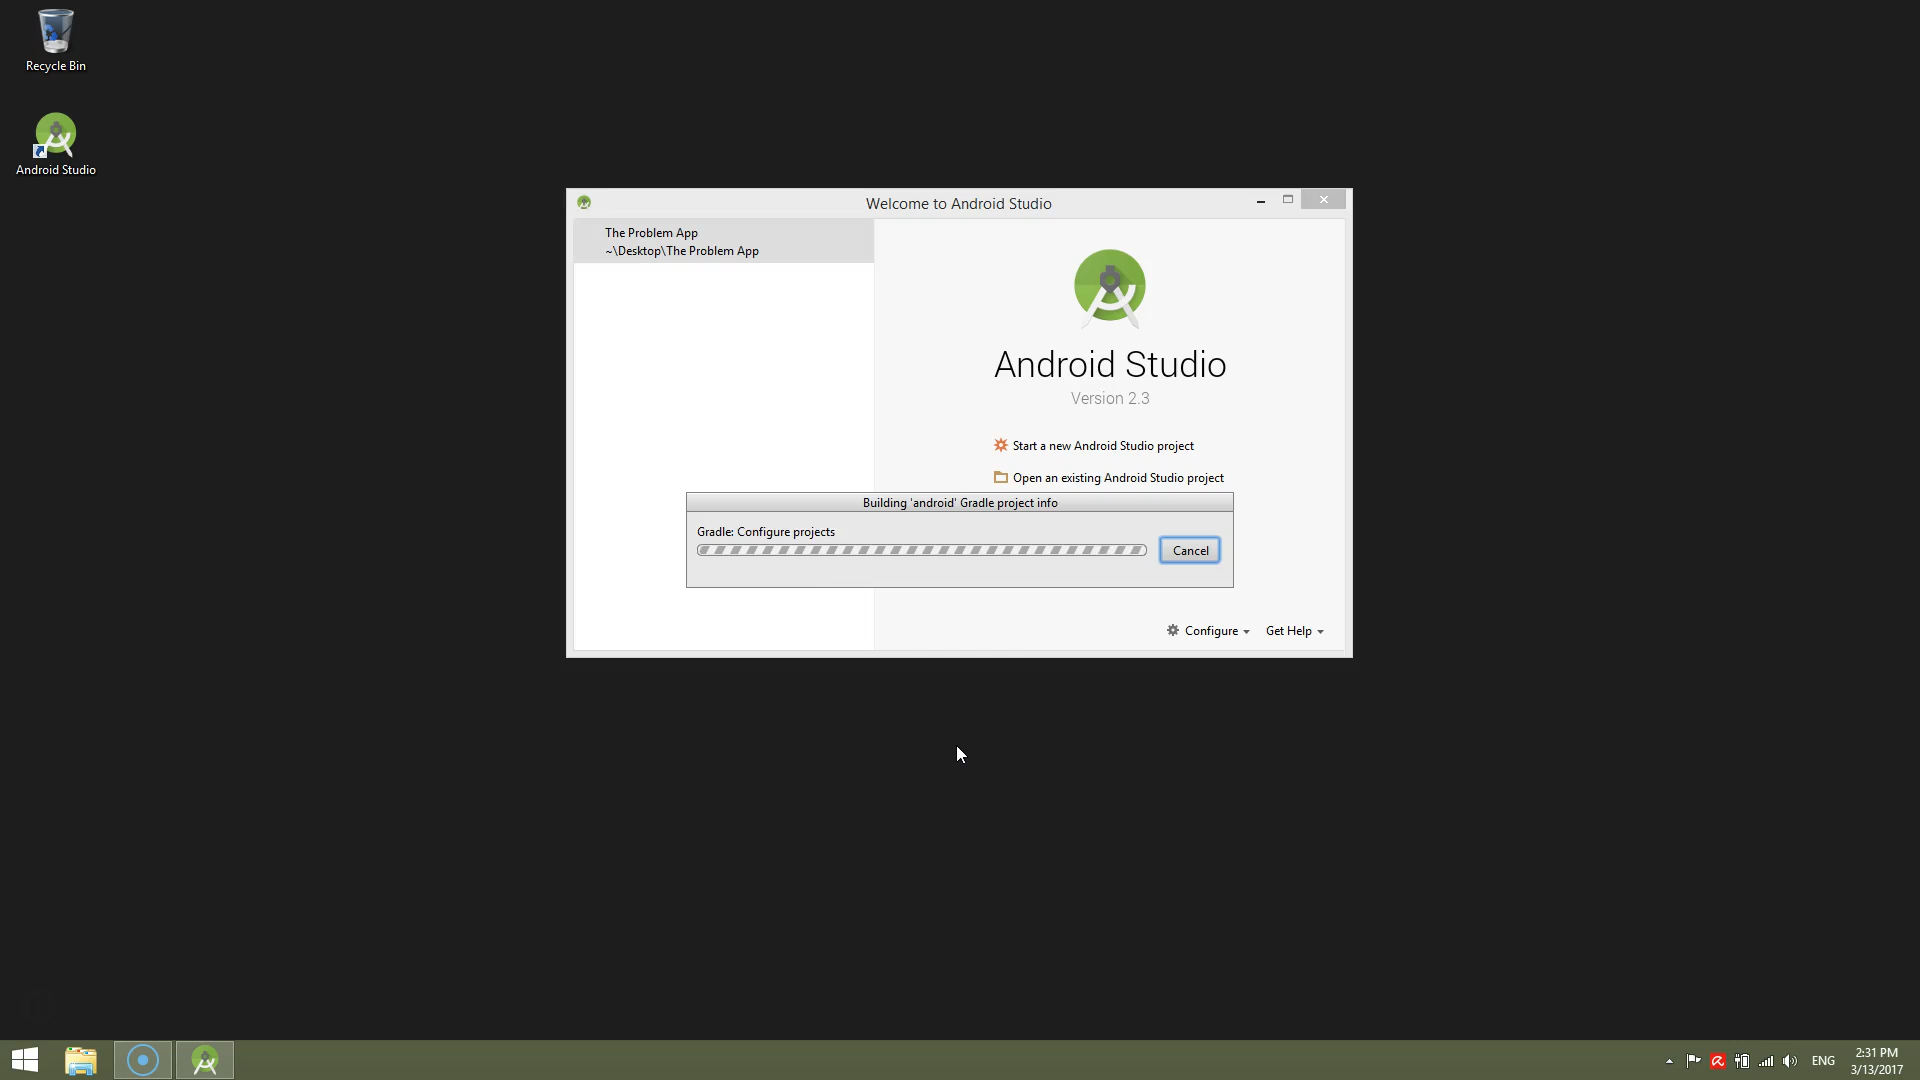 Recycle Bin
Android Studio
Welcome to Android Studio
The Problem App
~\Desktop\The Problem App
Android Studio
Version 2.3
Start a new Android Studio project
Open an existing Android Studio project
Building 'android' Gradle project info
Gradle: Configure projects
Cancel
Configure
Get Help
ENG
2:31 PM
3/13/2017